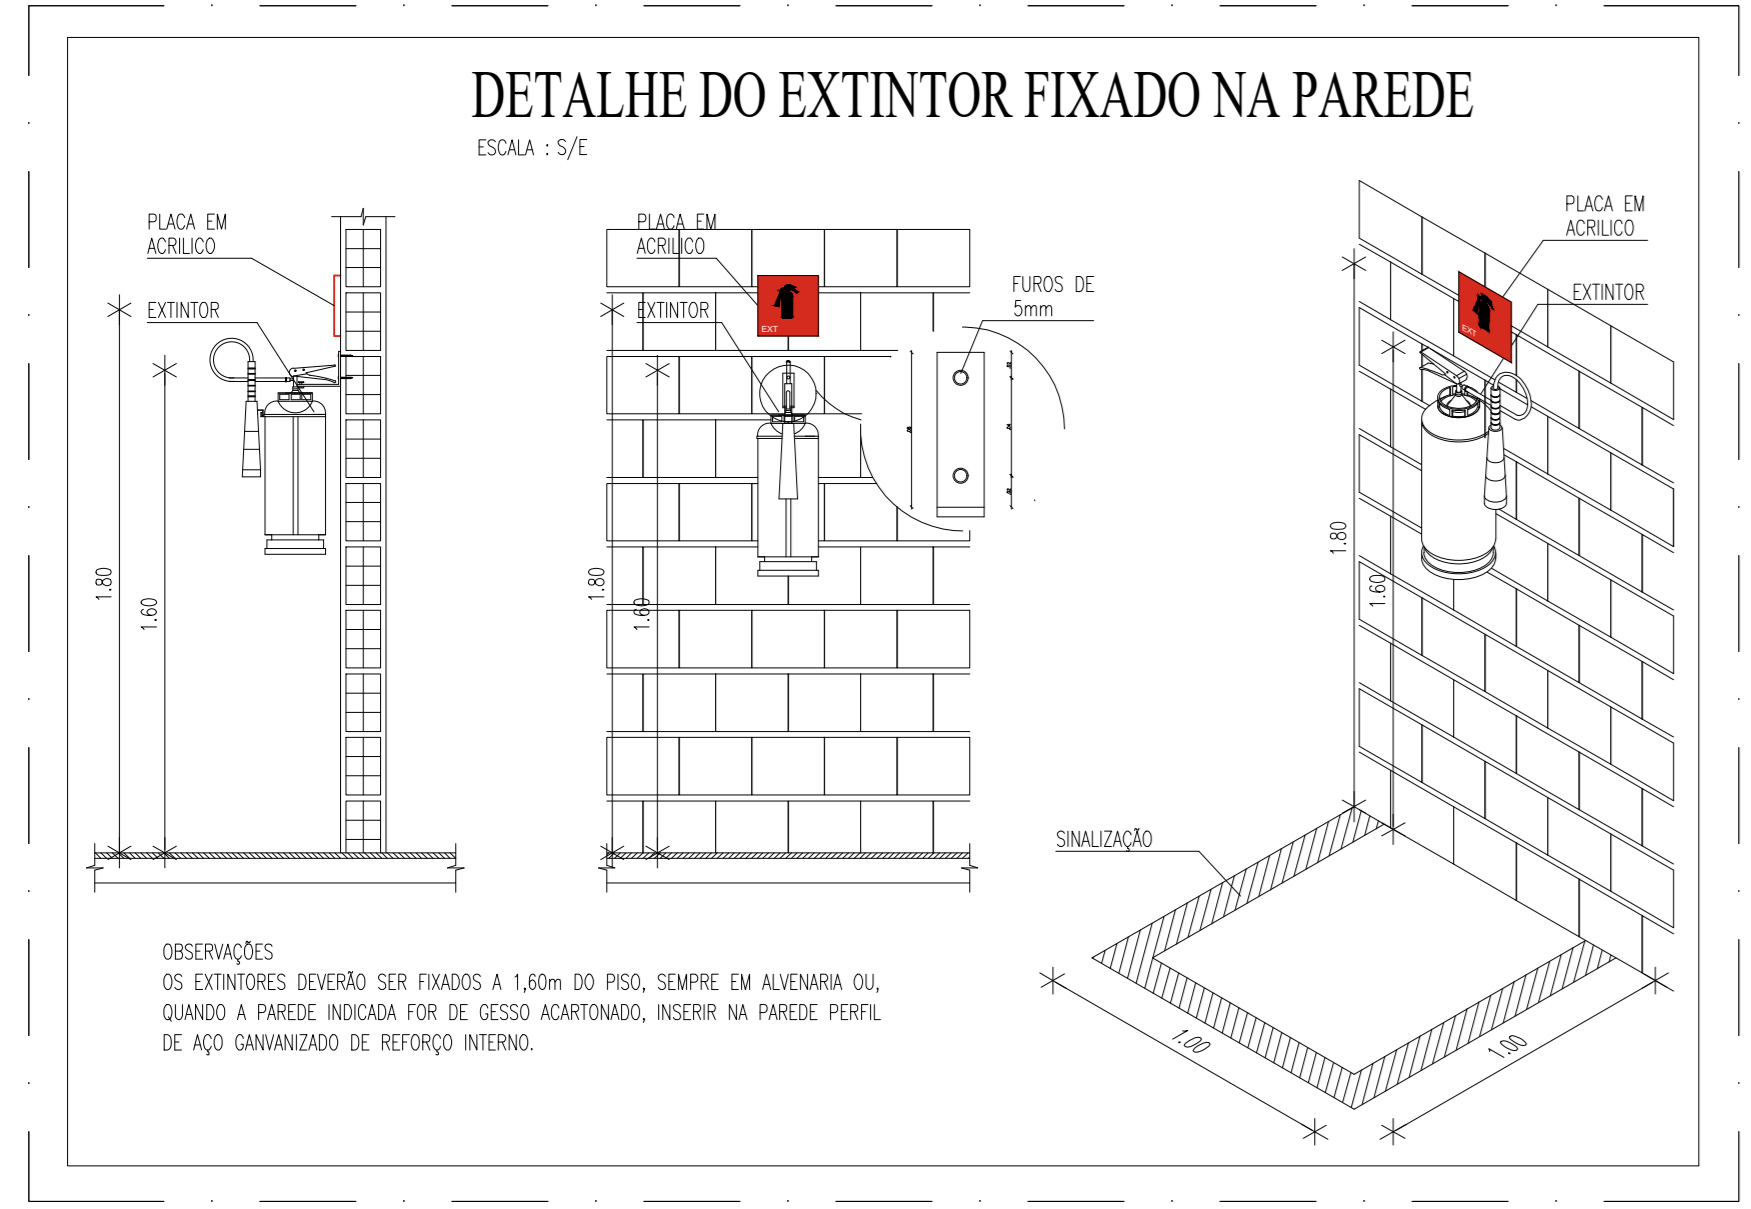 DETALHE DO EXTINTOR FIXADO NA PAREDE
ESCALA : S/E
PLACA EM
ACRILICO
EXTINTOR
1.80
1.60
PLACA EM
ACRILICO
EXTINTOR
EXT
FUROS DE
5mm
1.80
1.60
PLACA EM
ACRILICO
EXTINTOR
EXT
1.80
1.60
SINALIZAÇÃO
1.00
1.00
OBSERVAÇÕES
OS EXTINTORES DEVERÃO SER FIXADOS A 1,60m DO PISO, SEMPRE EM ALVENARIA OU,
QUANDO A PAREDE INDICADA FOR DE GESSO ACARTONADO, INSERIR NA PAREDE PERFIL
DE AÇO GANVANIZADO DE REFORÇO INTERNO.